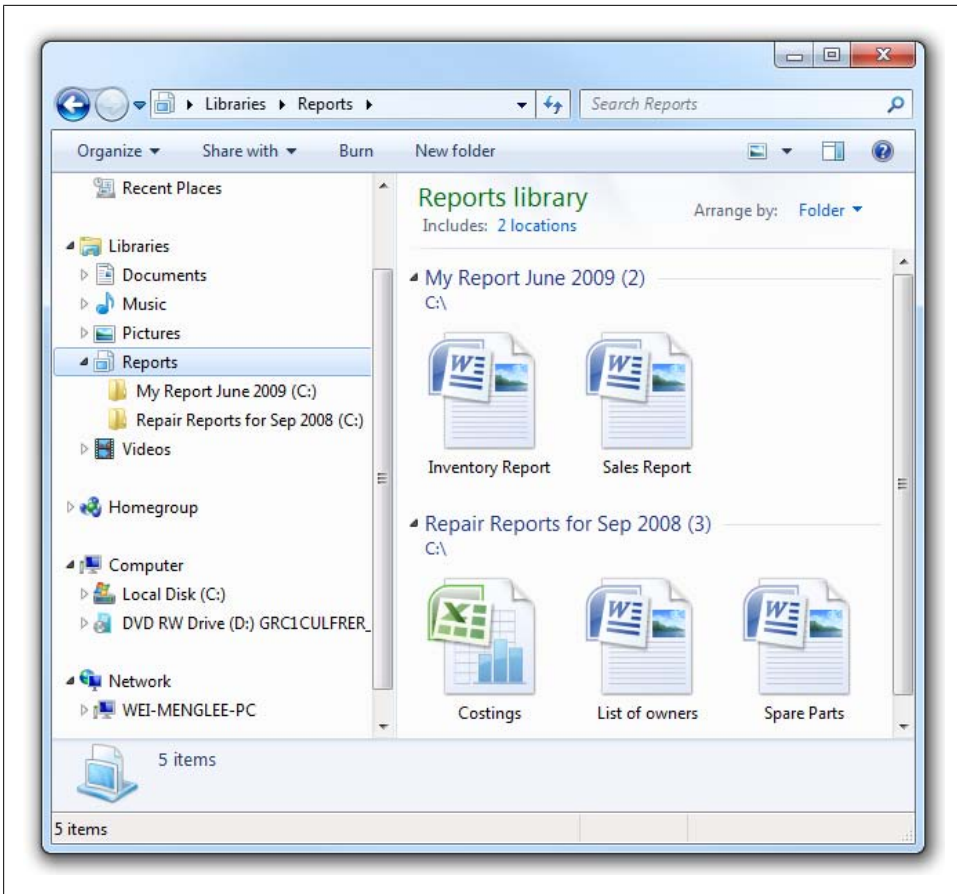 Libraries ▸ Reports ▸
Search Reports
Organize ▼ Share with ▼ Burn New folder
Recent Places
Libraries
Documents
Music
Pictures
Reports
My Report June 2009 (C:)
Repair Reports for Sep 2008 (C:)
Videos
Homegroup
Computer
Local Disk (C:)
DVD RW Drive (D:) GRC1CULFRER_
Network
WEI-MENGLEE-PC
Reports library
Includes: 2 locations
Arrange by: Folder ▼
My Report June 2009 (2)
C:\
Inventory Report Sales Report
Repair Reports for Sep 2008 (3)
C:\
Costings List of owners Spare Parts
5 items
5 items